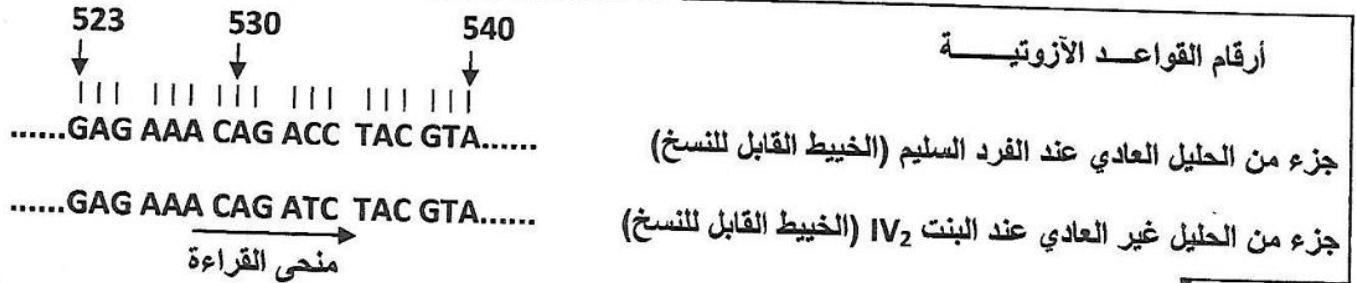 523 530 540
أرقام القواعـــد الآزوتيـــــــة
......GAG AAA CAG ACC TAC GTA......
جزء من الحليل العادي عند الفرد السليم (الخييط القابل للنسخ)
......GAG AAA CAG ATC TAC GTA......
جزء من الحليل غير العادي عند البنت IV₂ (الخييط القابل للنسخ)
منحى القراءة